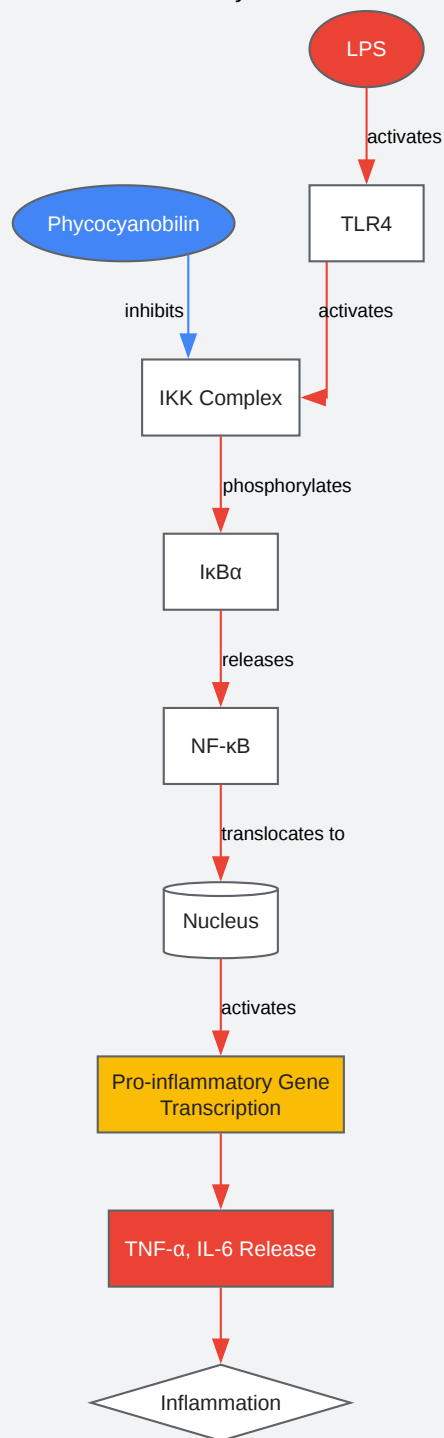 LPS
activates
Phycocyanobilin
TLR4
inhibits
activates
IKK Complex
phosphorylates
IκBα
releases
NF-κB
translocates to
Nucleus
activates
Pro-inflammatory Gene
Transcription
TNF-α, IL-6 Release
Inflammation